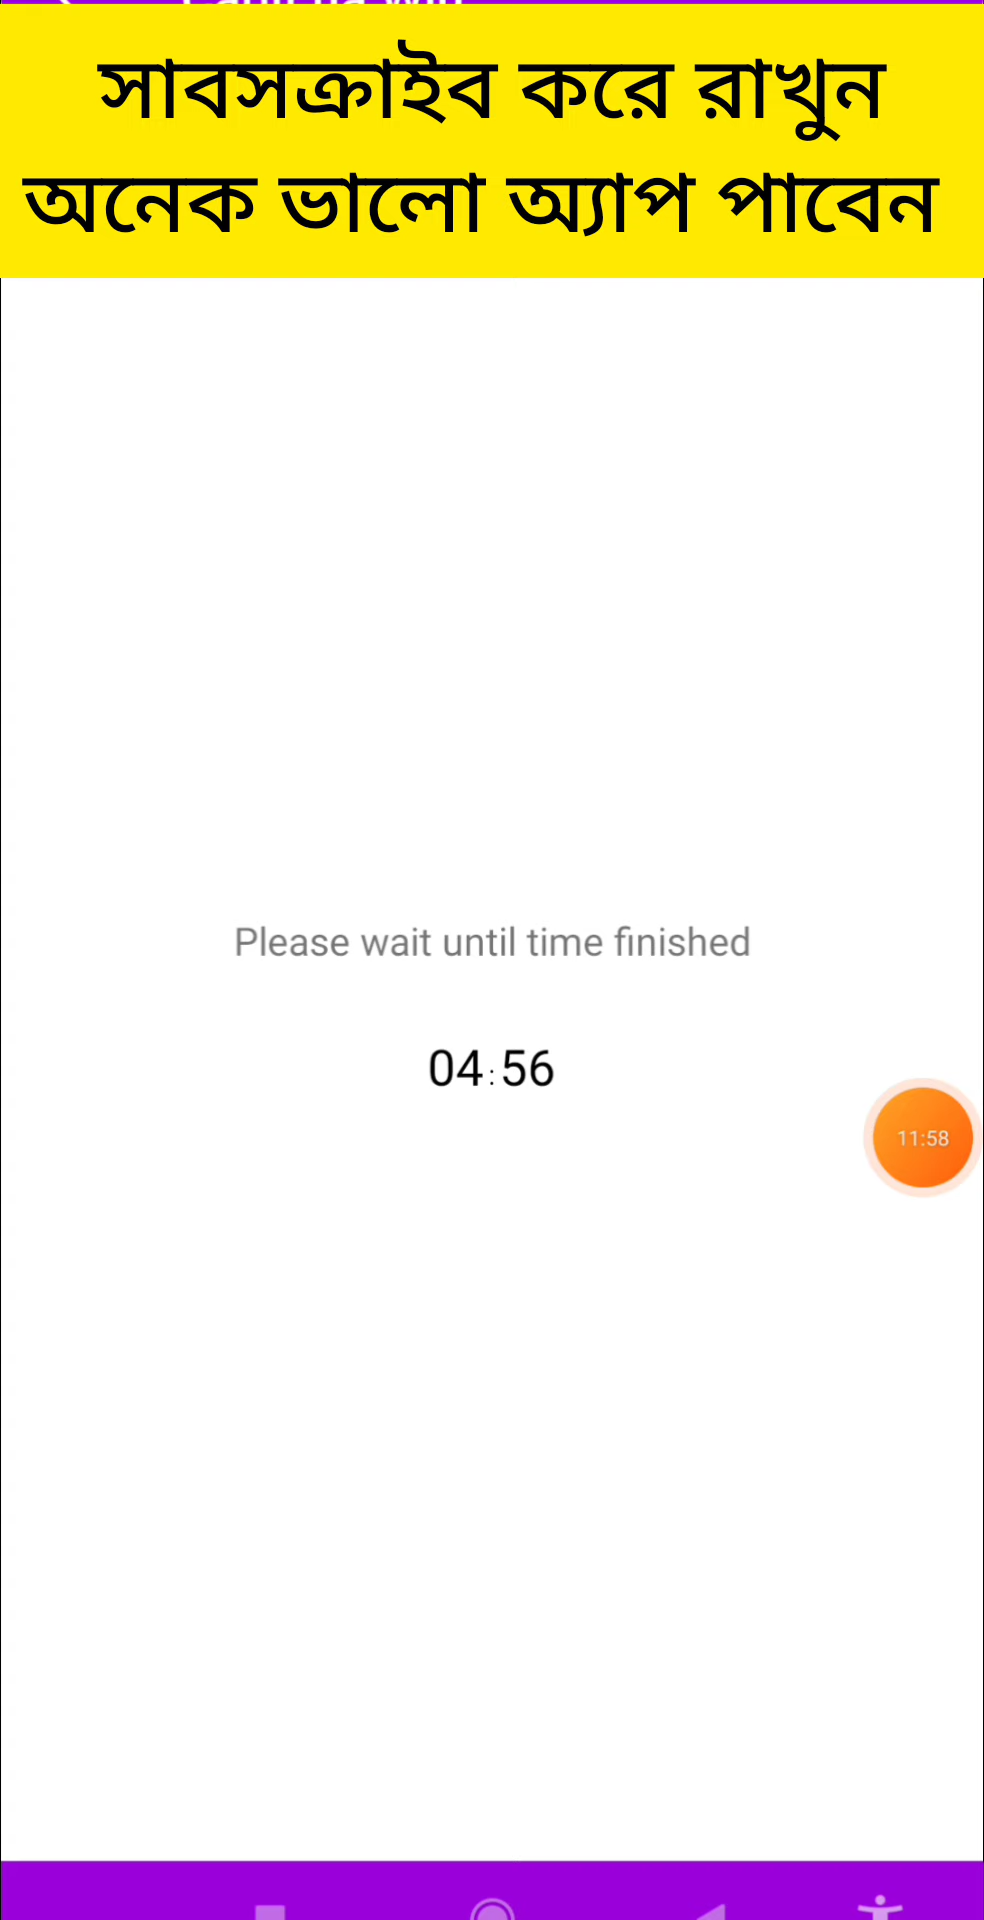 সাবসক্রাইব করে রাখুন
অনেক ভালো অ্যাপ পাবেন
Please wait until time finished
04:56
11:58